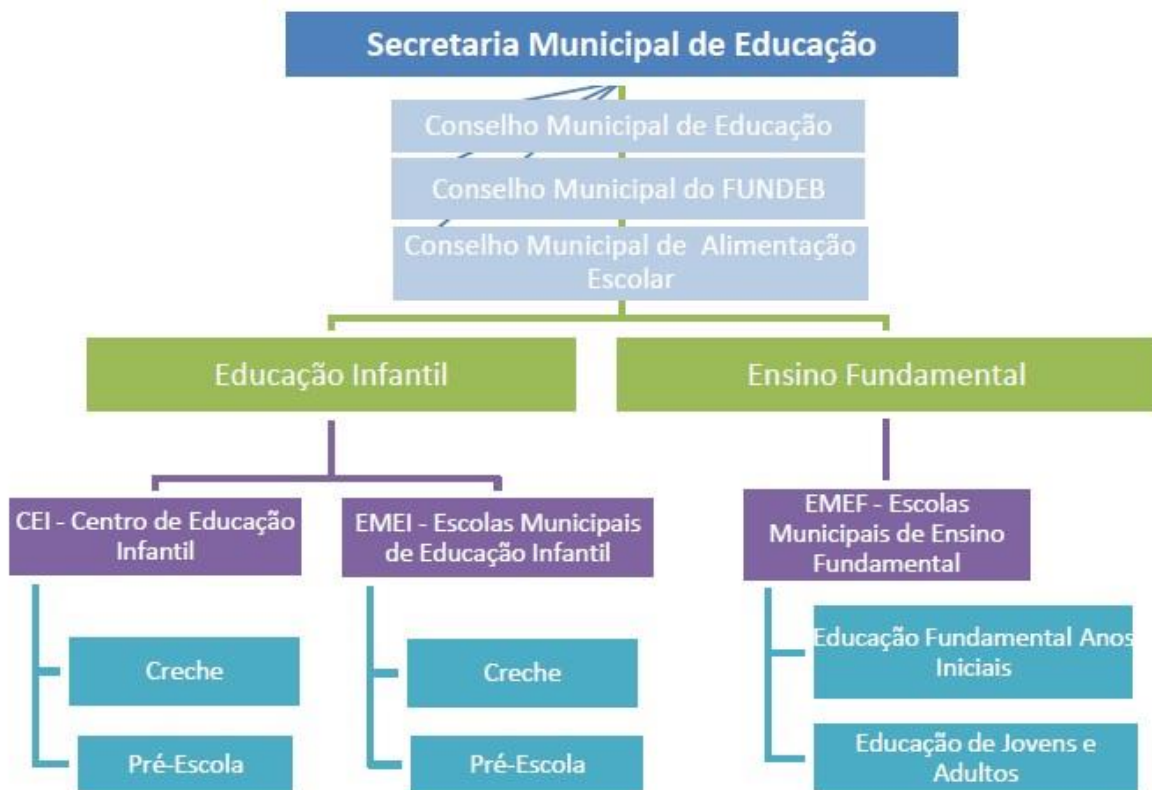 Secretaria Municipal de Educação
Conselho Municipal de Educação
Conselho Municipal do FUNDEB
Conselho Municipal de Alimentação
Escolar
Educação Infantil
Ensino Fundamental
CEI - Centro de Educação
Infantil
EMEI - Escolas Municipais
de Educação Infantil
EMEF - Escolas
Municipais de Ensino
Fundamental
Creche
Pré-Escola
Creche
Pré-Escola
Educação Fundamental Anos
Iniciais
Educação de Jovens e
Adultos